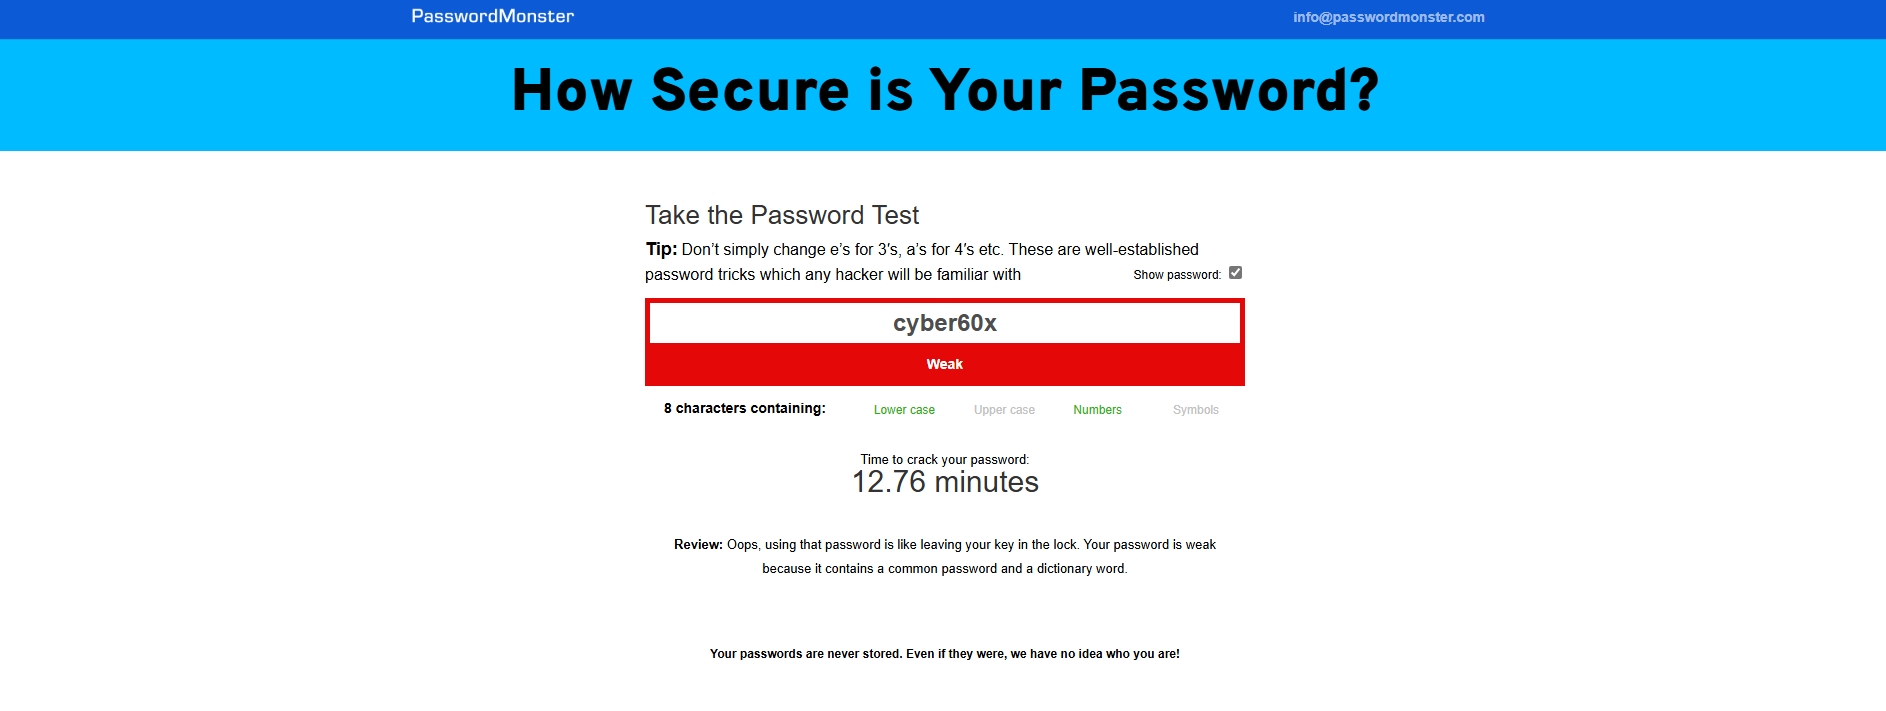 PasswordMonster
info@passwordmonster.com
How Secure is Your Password?
Take the Password Test
Tip: Don’t simply change e’s for 3′s, a’s for 4′s etc. These are well-established
password tricks which any hacker will be familiar with
Show password:
cyber60x
Weak
8 characters containing:
Lower case
Upper case
Numbers
Symbols
Time to crack your password:
12.76 minutes
Review: Oops, using that password is like leaving your key in the lock. Your password is weak
because it contains a common password and a dictionary word.
Your passwords are never stored. Even if they were, we have no idea who you are!